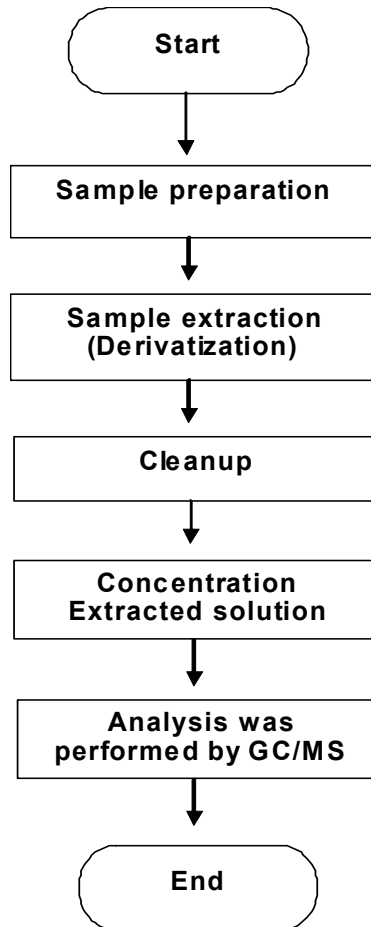 Start
Sample preparation
Sample extraction
(Derivatization)
Cleanup
Concentration
Extracted solution
Analysis was
performed by GC/MS
End